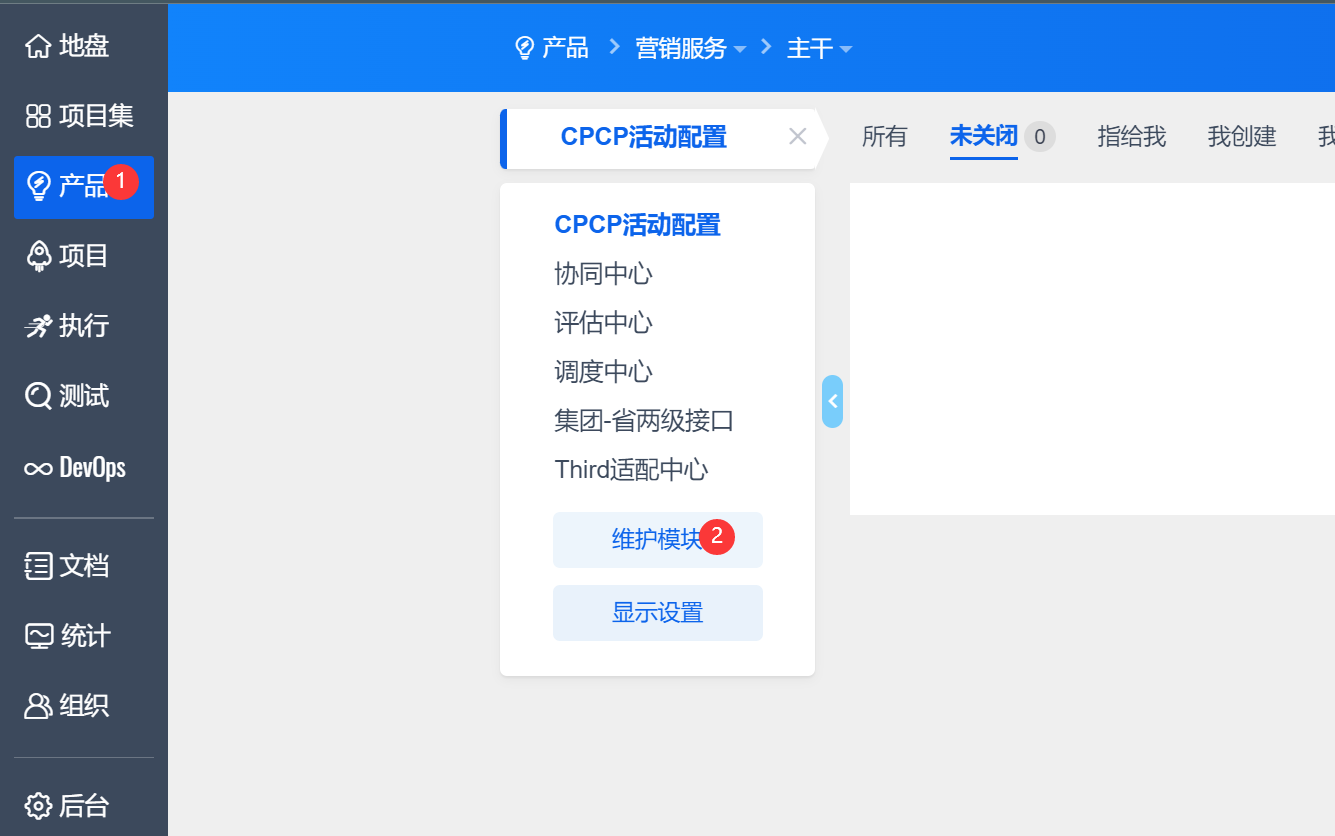 地盘
项目集
产品 1
项目
执行
测试
DevOps
文档
统计
组织
后台
产品 营销服务 主干
CPCP活动配置
所有 未关闭 0 指给我 我创建 我
CPCP活动配置
协同中心
评估中心
调度中心
集团-省两级接口
Third适配中心
维护模块 2
显示设置